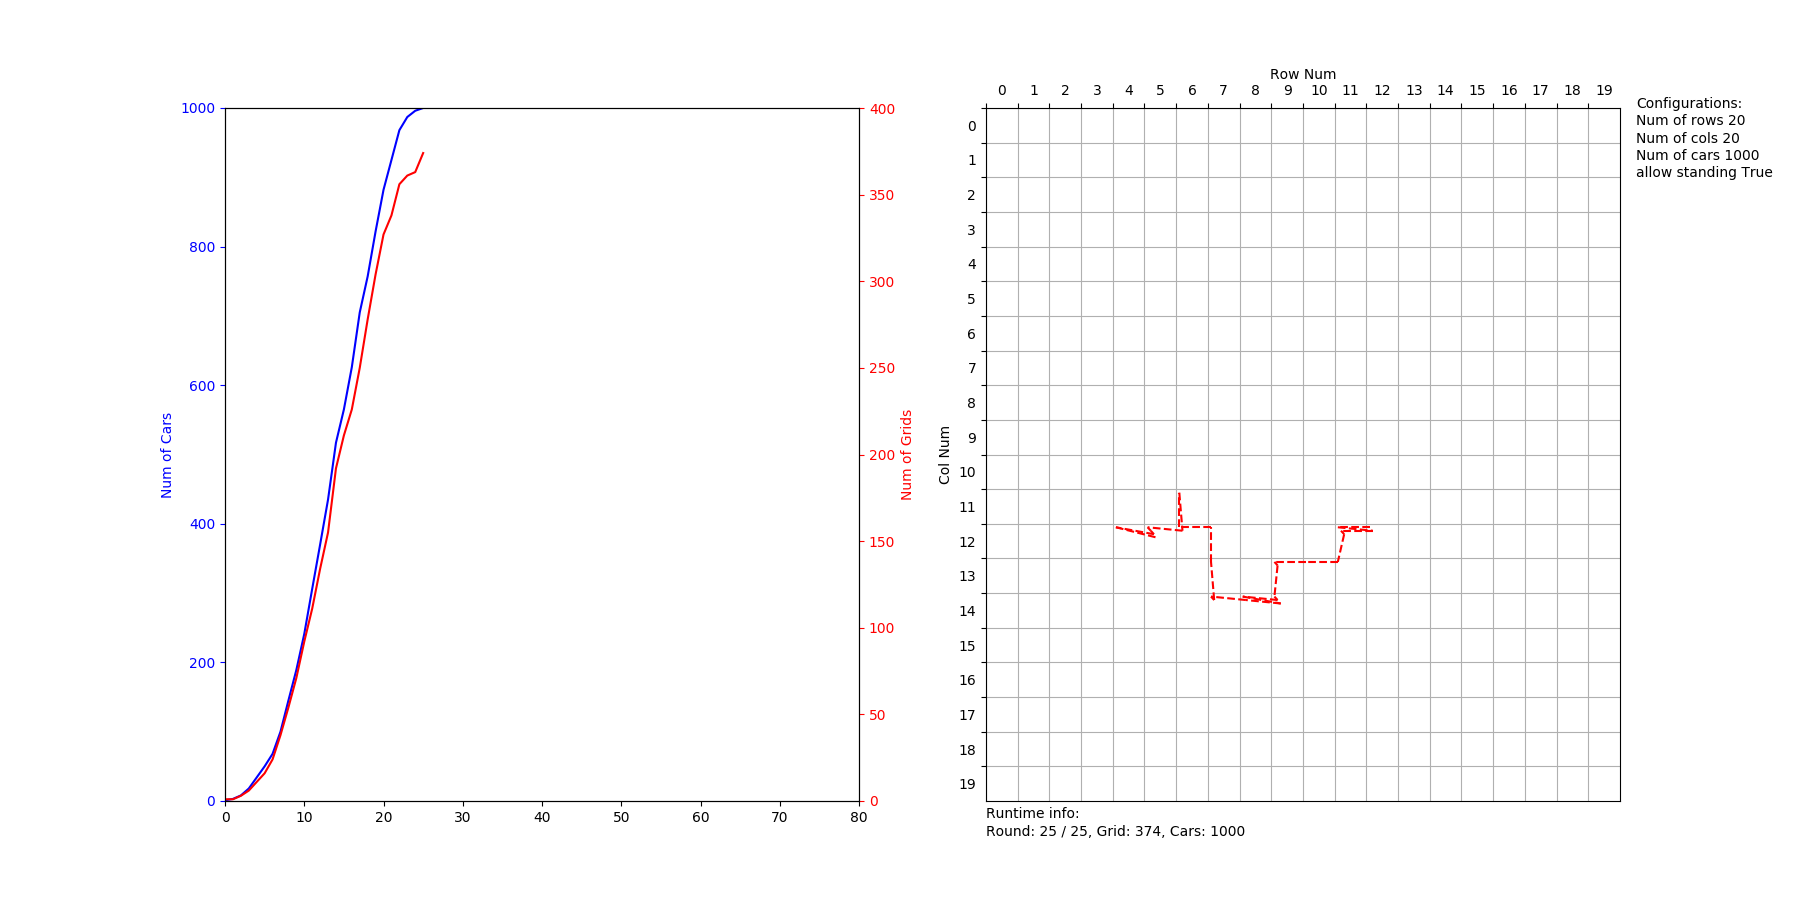 1000
800
600
400
200
0
Num of Cars
0 10 20 30 40 50 60 70 80
400
350
300
250
200
150
100
50
0
Num of Grids
Row Num
0 1 2 3 4 5 6 7 8 9 10 11 12 13 14 15 16 17 18 19
Col Num
0
1
2
3
4
5
6
7
8
9
10
11
12
13
14
15
16
17
18
19
Configurations:
Num of rows 20
Num of cols 20
Num of cars 1000
allow standing True
Runtime info:
Round: 25 / 25, Grid: 374, Cars: 1000